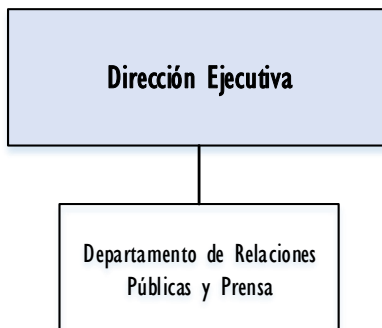 Dirección Ejecutiva
Departamento de Relaciones
Públicas y Prensa